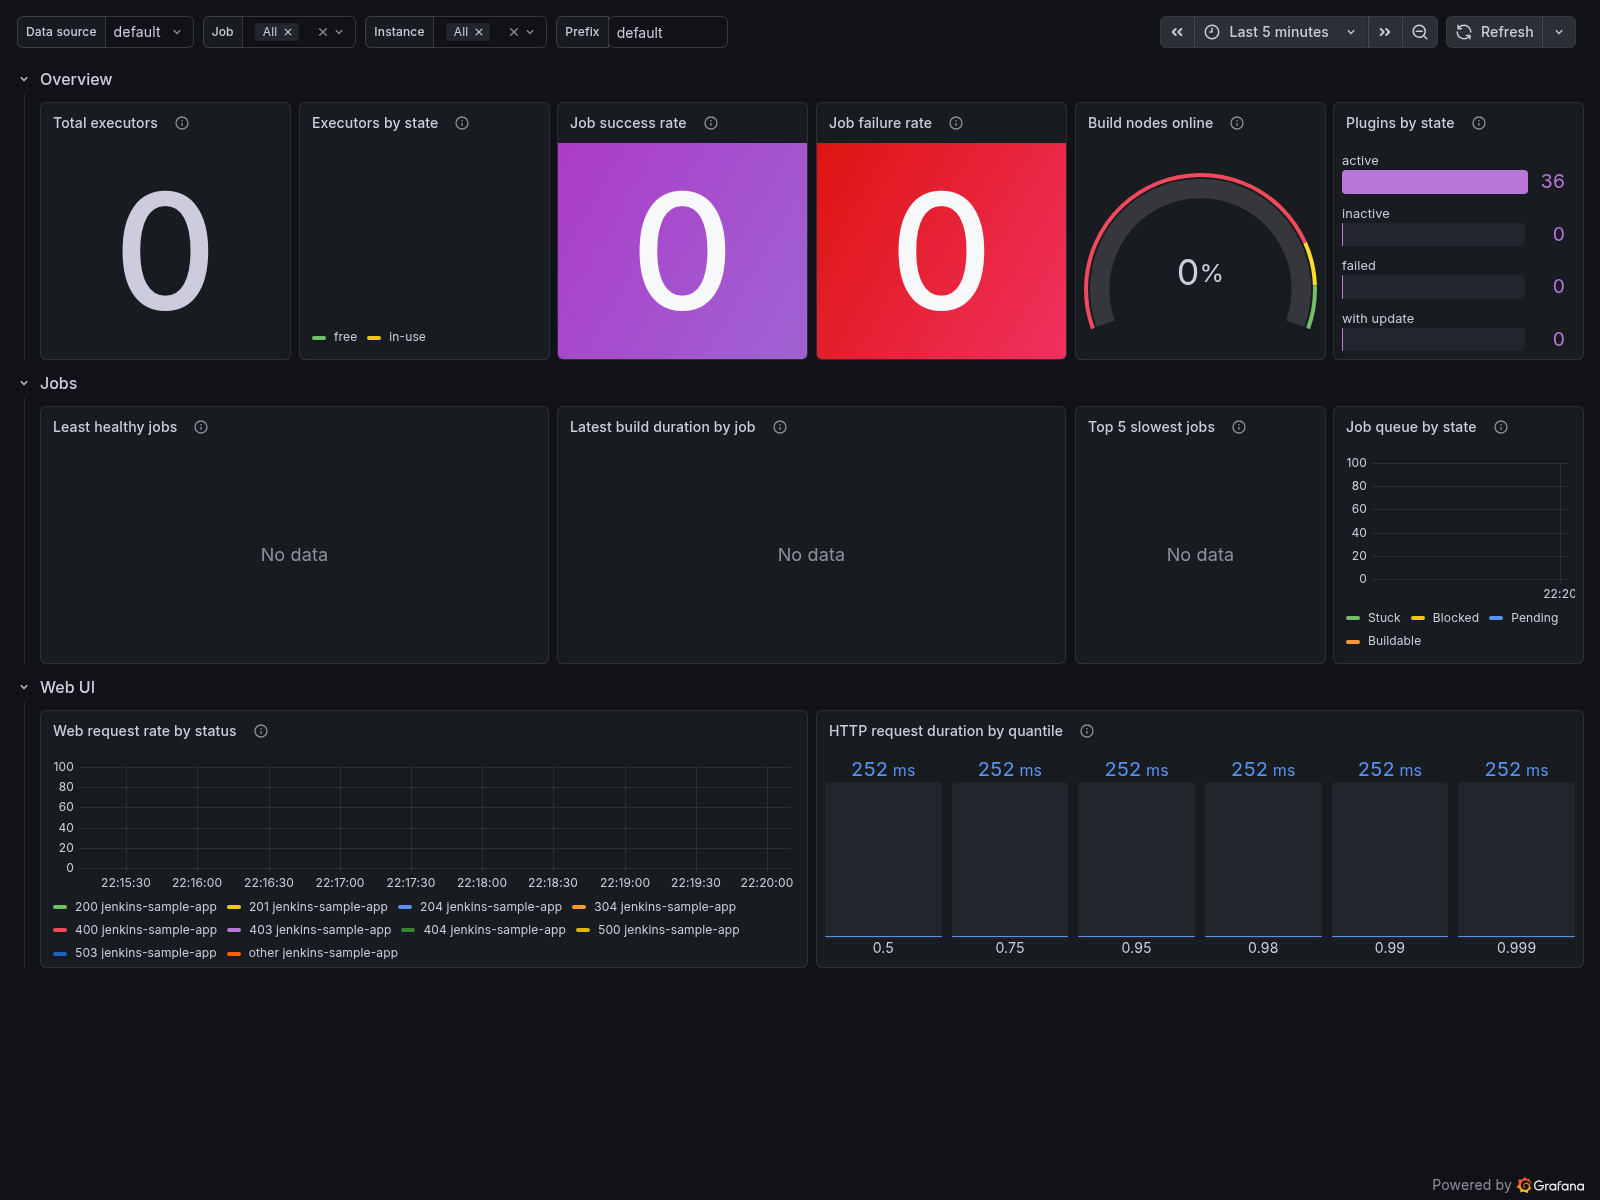 Data source default Job All Instance All Prefix default Last 5 minutes Refresh
Overview
Total executors
0
Executors by state
free in-use
Job success rate
0
Job failure rate
0
Build nodes online
0%
Plugins by state
active
36
inactive
0
failed
0
with update
0
Jobs
Least healthy jobs
No data
Latest build duration by job
No data
Top 5 slowest jobs
No data
Job queue by state
100
80
60
40
20
0
22:20
Stuck Blocked Pending
Buildable
Web UI
Web request rate by status
100
80
60
40
20
0
22:15:30 22:16:00 22:16:30 22:17:00 22:17:30 22:18:00 22:18:30 22:19:00 22:19:30 22:20:00
200 jenkins-sample-app 201 jenkins-sample-app 204 jenkins-sample-app 304 jenkins-sample-app
400 jenkins-sample-app 403 jenkins-sample-app 404 jenkins-sample-app 500 jenkins-sample-app
503 jenkins-sample-app other jenkins-sample-app
HTTP request duration by quantile
252 ms 252 ms 252 ms 252 ms 252 ms 252 ms
0.5 0.75 0.95 0.98 0.99 0.999
Powered by Grafana